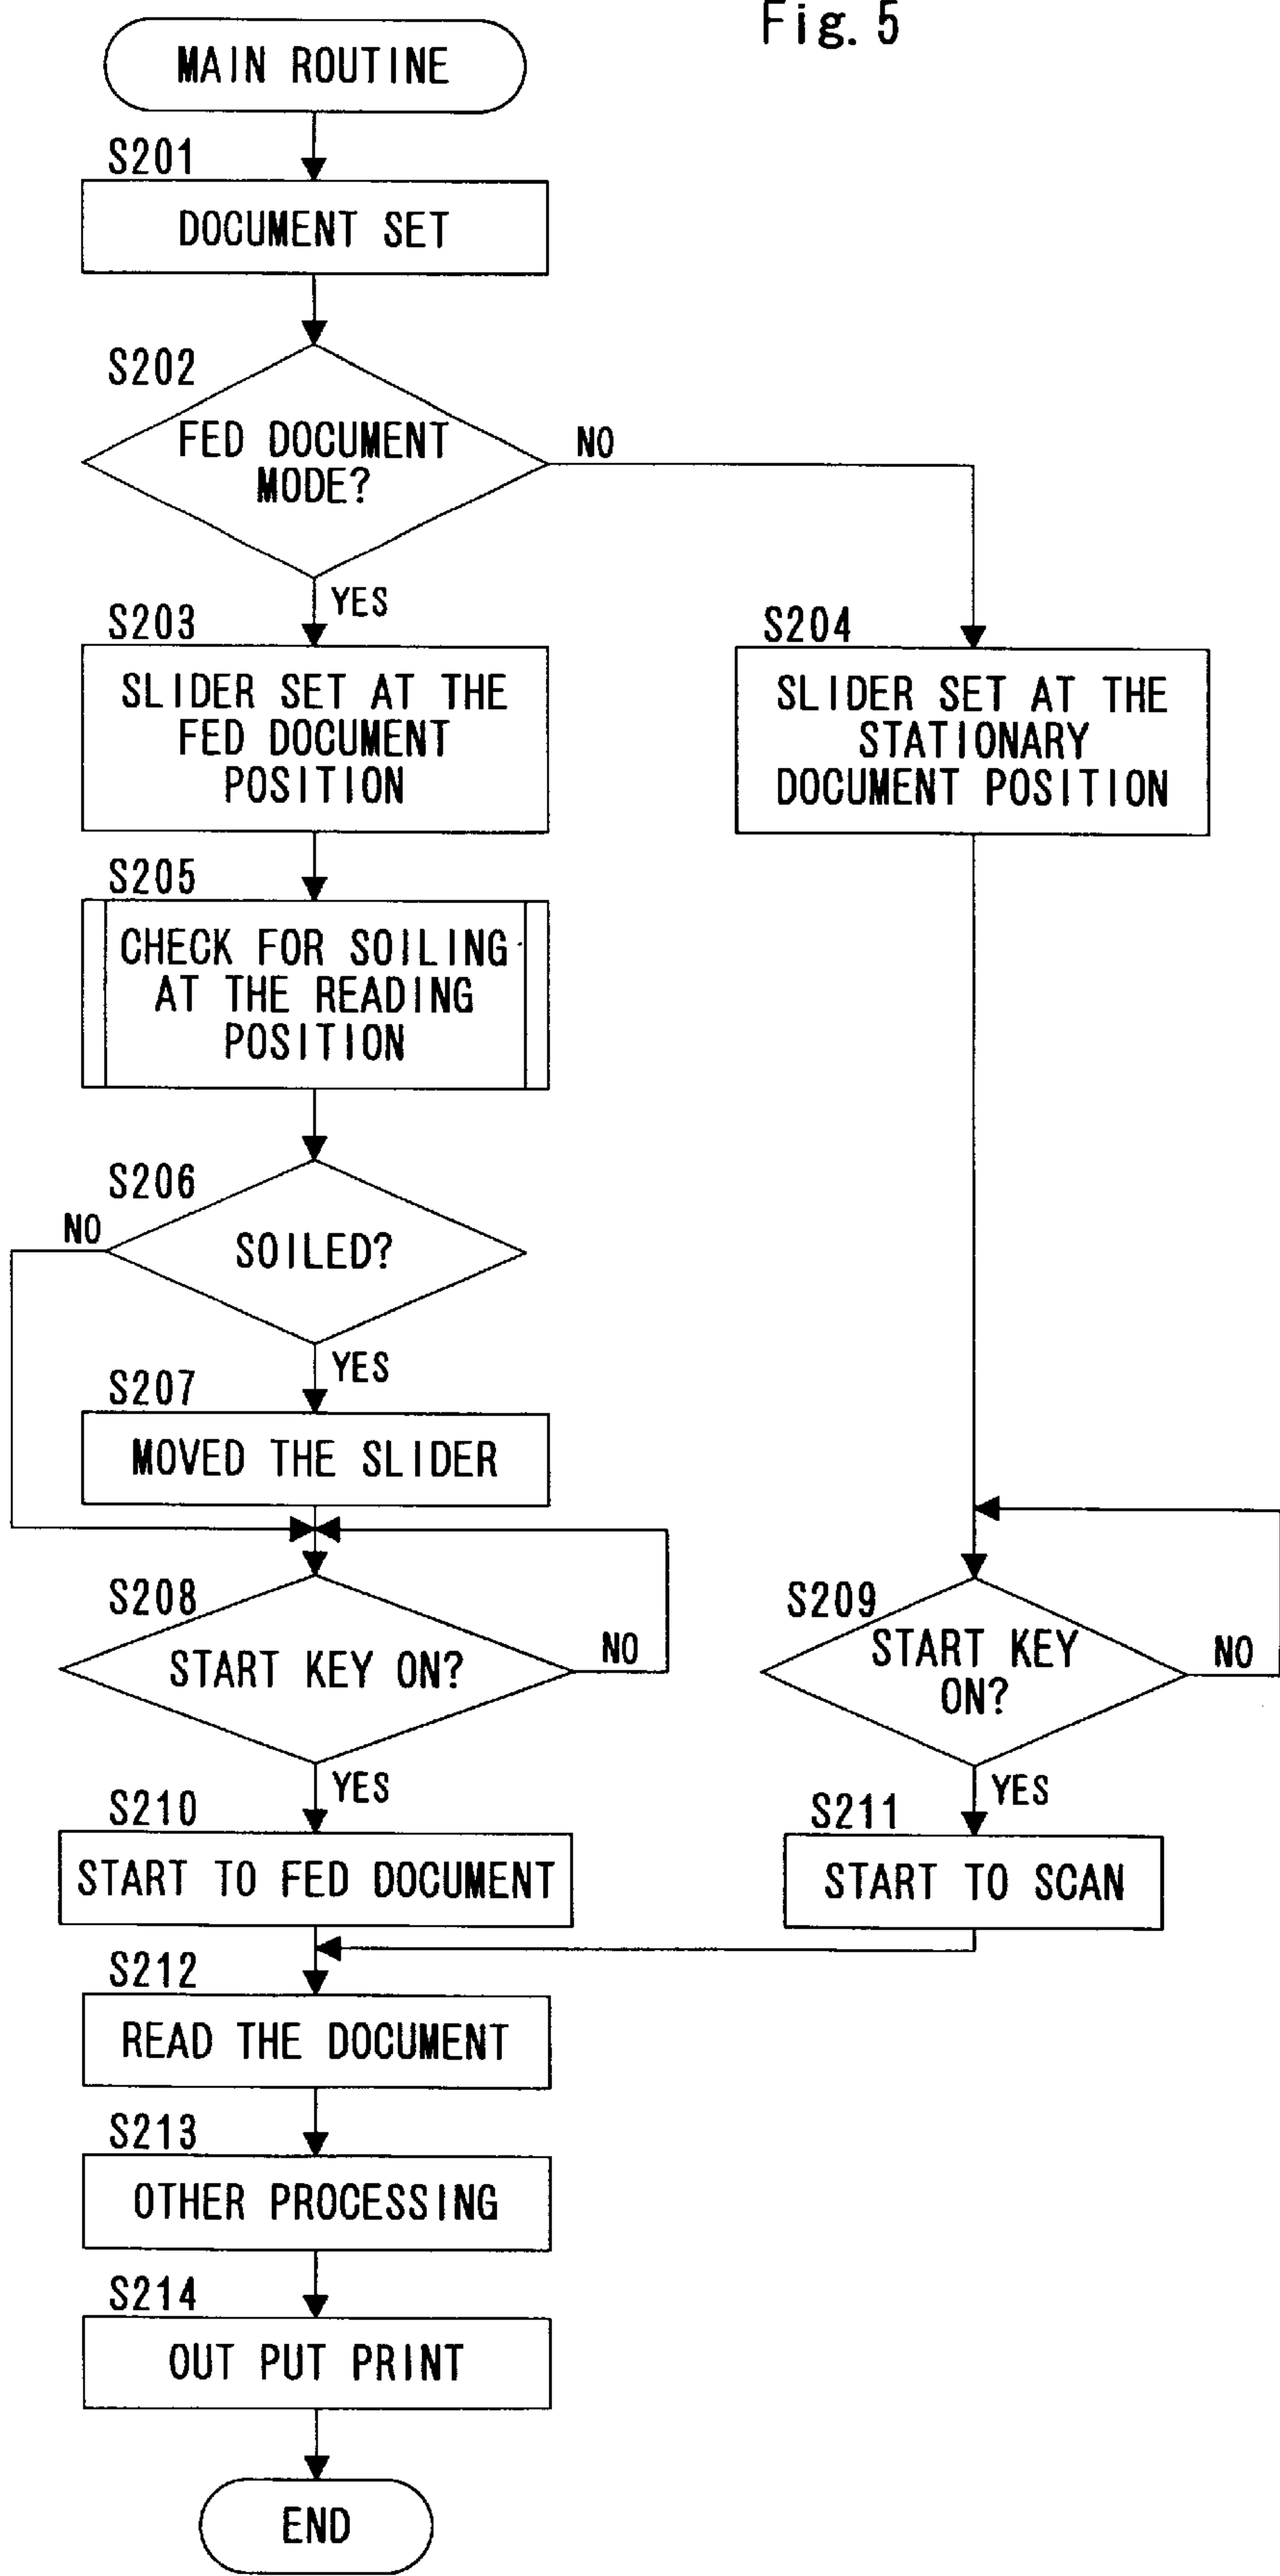 Fig. 5
MAIN ROUTINE
S201
DOCUMENT SET
S202
FED DOCUMENT
MODE?
NO
YES
S203
SLIDER SET AT THE
FED DOCUMENT
POSITION
S204
SLIDER SET AT THE
STATIONARY
DOCUMENT POSITION
S205
CHECK FOR SOILING
AT THE READING
POSITION
S206
NO
SOILED?
YES
S207
MOVED THE SLIDER
S208
START KEY ON?
NO
YES
S209
START KEY
ON?
NO
YES
S210
START TO FED DOCUMENT
S211
START TO SCAN
S212
READ THE DOCUMENT
S213
OTHER PROCESSING
S214
OUT PUT PRINT
END